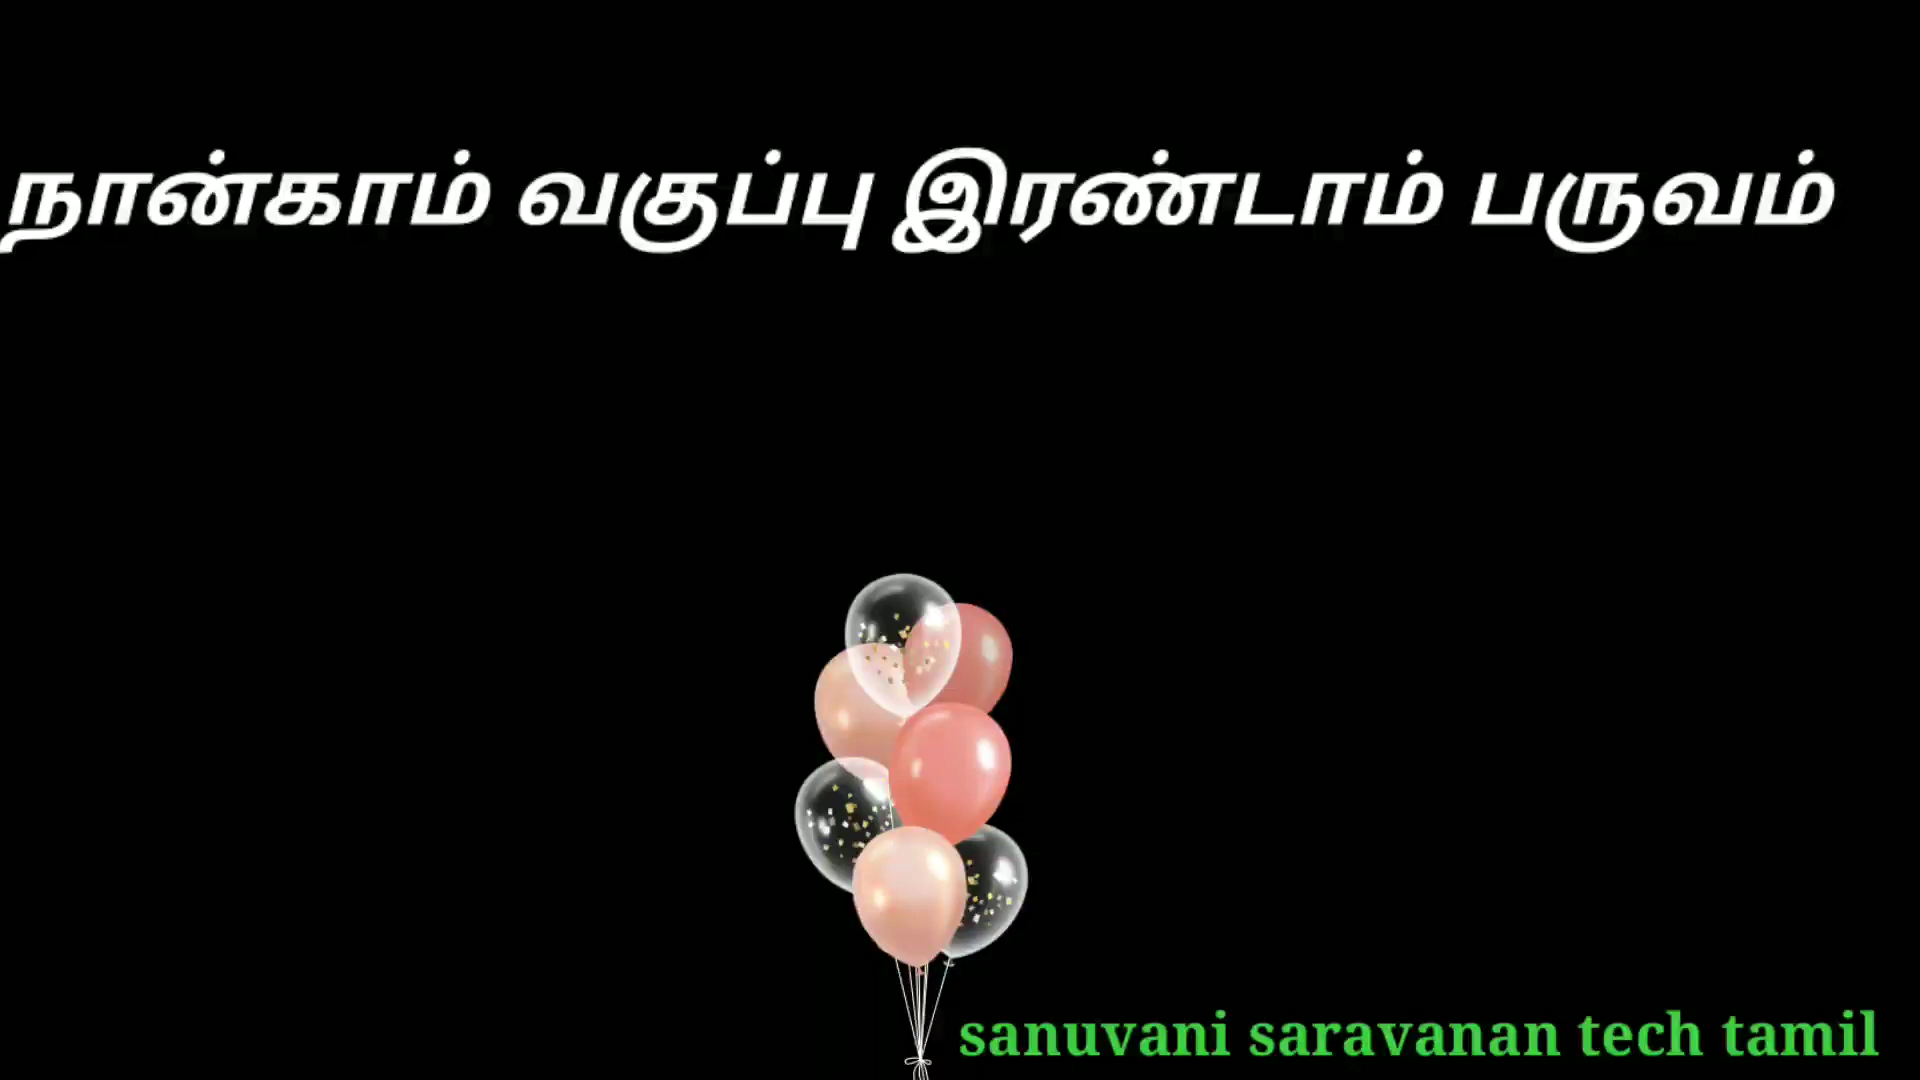 நான்காம் வகுப்பு இரண்டாம் பருவம்
sanuvani saravanan tech tamil